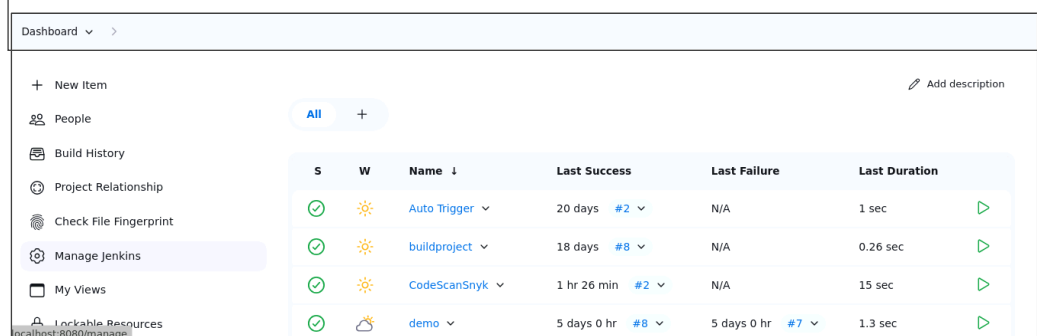 Dashboard
New Item
People
Build History
Project Relationship
Check File Fingerprint
Manage Jenkins
My Views
Lockable Resources
localhost:8080/manage
Add description
All +
S W Name ↓ Last Success Last Failure Last Duration
Auto Trigger 20 days #2 N/A 1 sec
buildproject 18 days #8 N/A 0.26 sec
CodeScanSnyk 1 hr 26 min #2 N/A 15 sec
demo 5 days 0 hr #8 5 days 0 hr #7 1.3 sec